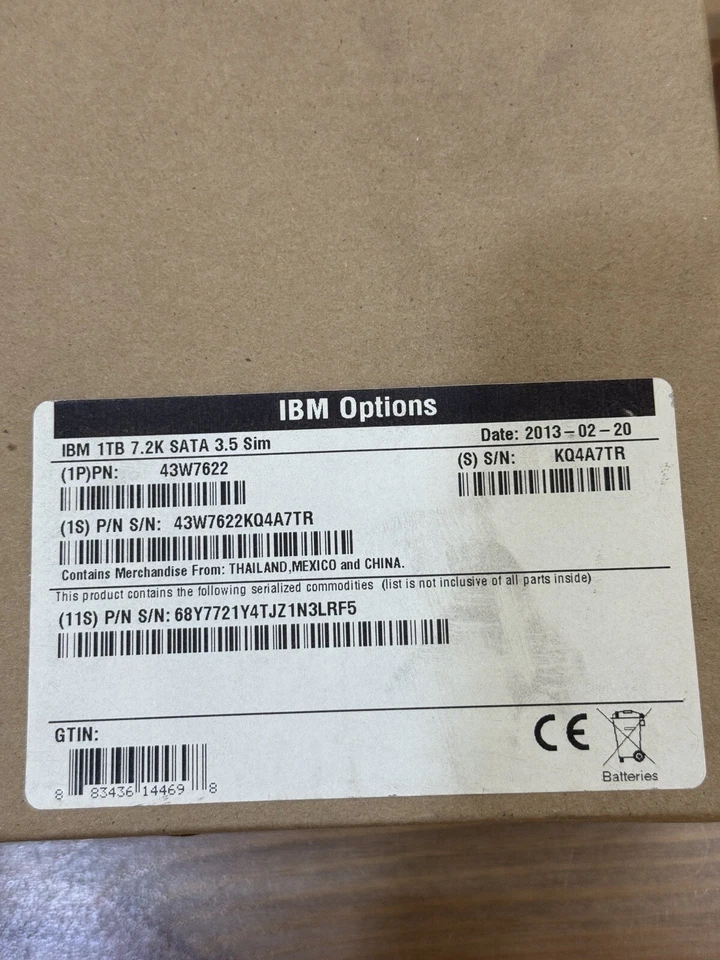 IBM Options
IBM 1TB 7.2K SATA 3.5 Sim
Date: 2013-02-20
(1P)PN: 43W7622
(S) S/N: KQ4A7TR
(1S) P/N S/N: 43W7622KQ4A7TR
Contains Merchandise From: THAILAND,MEXICO and CHINA.
This product contains the following serialized commodities (list is not inclusive of all parts inside)
(11S) P/N S/N: 68Y7721Y4TJZ1N3LRF5
GTIN:
8 83436 14469 8
CE
Batteries